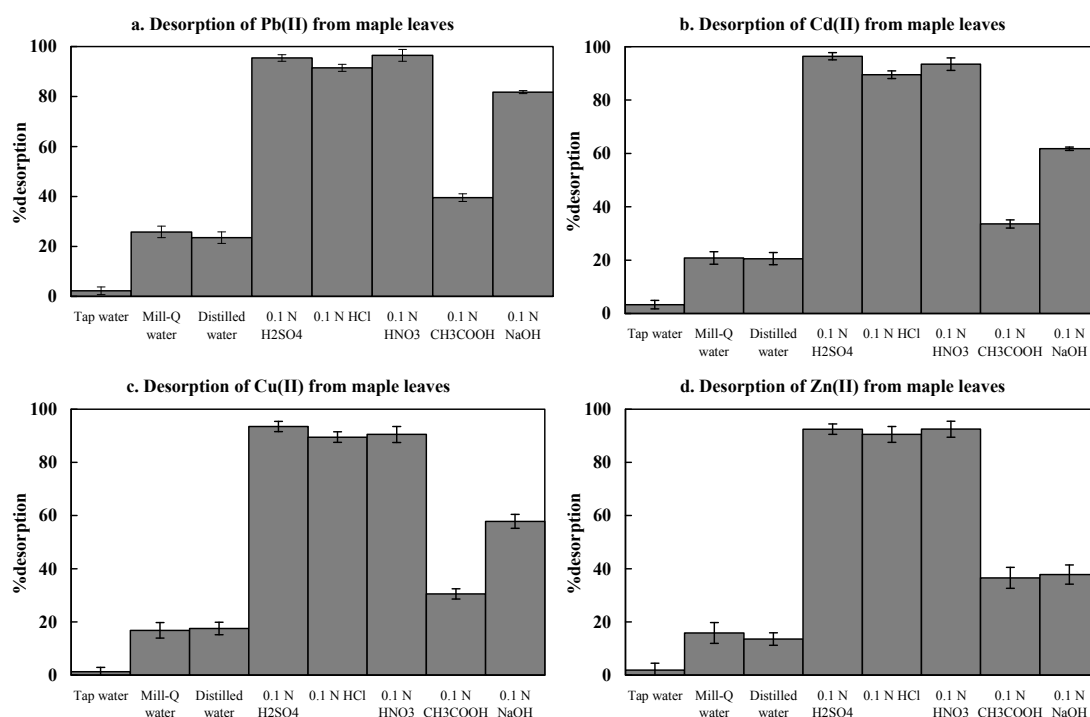 a. Desorption of Pb(II) from maple leaves
100
80
60
40
20
0
%desorption
Tap water
Mill-Q
water
Distilled
water
0.1 N
H2SO4
0.1 N HCl
0.1 N
HNO3
0.1 N
CH3COOH
0.1 N
NaOH
b. Desorption of Cd(II) from maple leaves
100
80
60
40
20
0
%desorption
Tap water
Mill-Q
water
Distilled
water
0.1 N
H2SO4
0.1 N HCl
0.1 N
HNO3
0.1 N
CH3COOH
0.1 N
NaOH
c. Desorption of Cu(II) from maple leaves
100
80
60
40
20
0
%desorption
Tap water
Mill-Q
water
Distilled
water
0.1 N
H2SO4
0.1 N HCl
0.1 N
HNO3
0.1 N
CH3COOH
0.1 N
NaOH
d. Desorption of Zn(II) from maple leaves
100
80
60
40
20
0
%desorption
Tap water
Mill-Q
water
Distilled
water
0.1 N
H2SO4
0.1 N HCl
0.1 N
HNO3
0.1 N
CH3COOH
0.1 N
NaOH